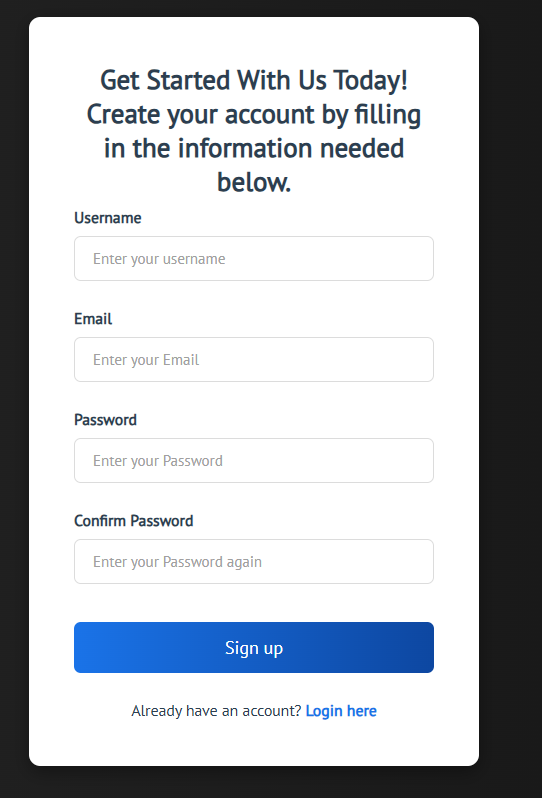 Get Started With Us Today!
Create your account by filling
in the information needed
below.
Username
Enter your username
Email
Enter your Email
Password
Enter your Password
Confirm Password
Enter your Password again
Sign up
Already have an account? Login here